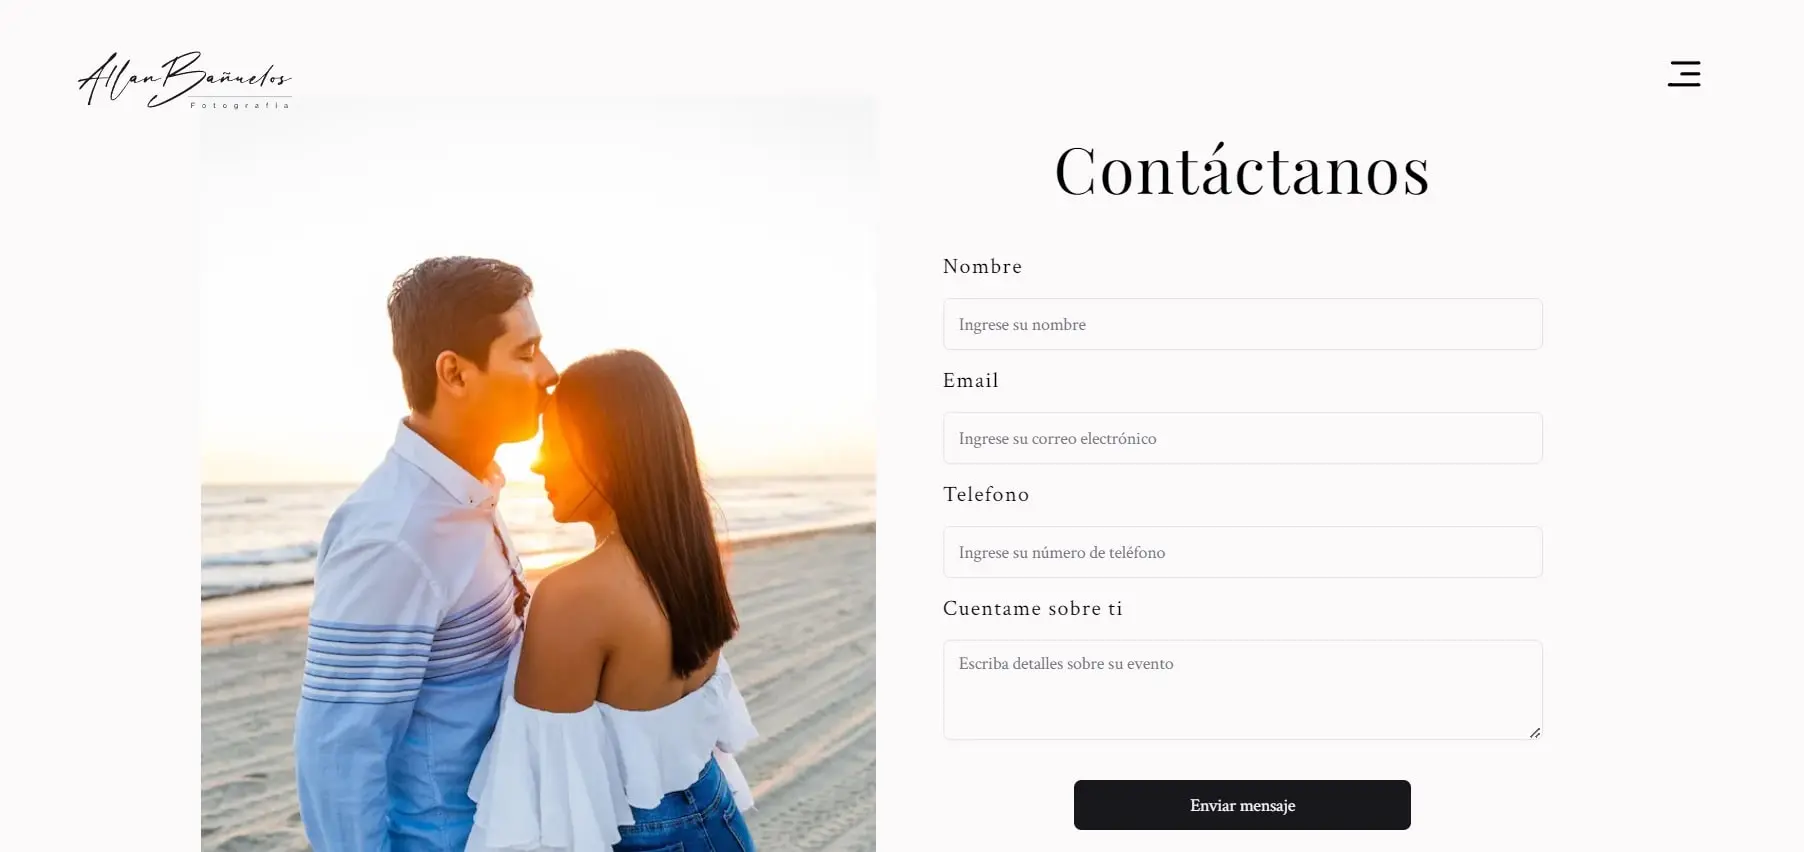 Allan Bañuelos
Fotografía
Contáctanos
Nombre
Ingrese su nombre
Email
Ingrese su correo electrónico
Telefono
Ingrese su número de teléfono
Cuentame sobre ti
Escriba detalles sobre su evento
Enviar mensaje